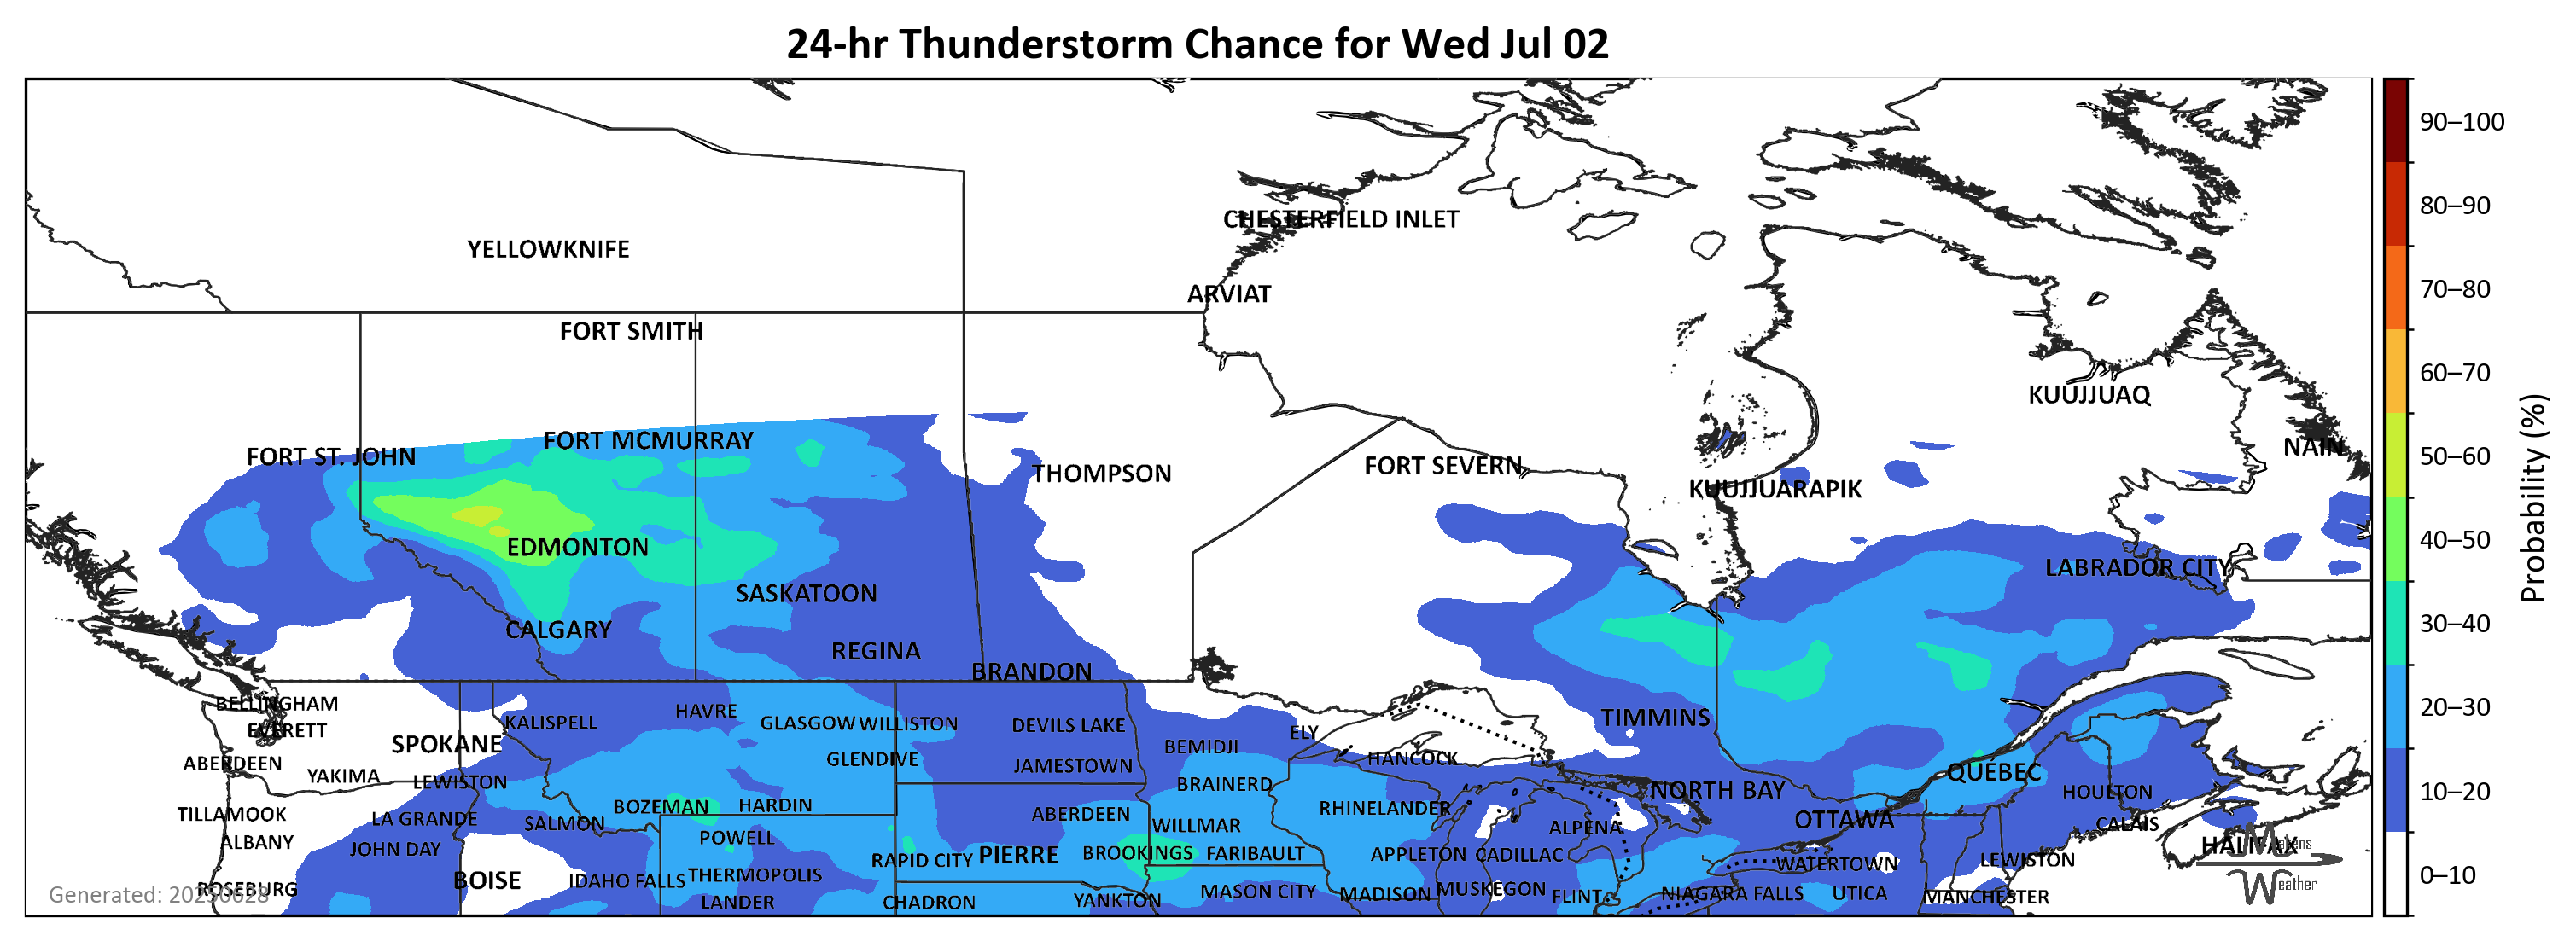 24-hr Thunderstorm Chance for Wed Jul 02
90–100
80–90
70–80
60–70
50–60
40–50
30–40
20–30
10–20
0–10
Probability (%)
CHESTERFIELD INLET
YELLOWKNIFE
ARVIAT
FORT SMITH
KUUJJUAQ
FORT MCMURRAY
NAIN
FORT ST. JOHN
FORT SEVERN
THOMPSON
KUUJJUARAPIK
EDMONTON
LABRADOR CITY
SASKATOON
CALGARY
REGINA
BRANDON
BELLINGHAM
HAVRE
TIMMINS
KALISPELL
GLASGOW
WILLISTON
DEVILS LAKE
EVERETT
ELY
SPOKANE
BEMIDJI
HANCOCK
GLENDIVE
ABERDEEN
JAMESTOWN
QUÉBEC
YAKIMA
LEWISTON
BRAINERD
NORTH BAY
HOULTON
BOZEMAN
HARDIN
RHINELANDER
TILLAMOOK
LA GRANDE
SALMON
ABERDEEN
WILLMAR
ALPENA
OTTAWA
CALAIS
ALBANY
POWELL
JOHN DAY
HALIFAX
Matens
RAPID CITY
PIERRE
BROOKINGS
FARIBAULT
APPLETON
CADILLAC
WATERTOWN
LEWISTON
BOISE
IDAHO FALLS
THERMOPOLIS
Weather
ROSEBURG
MASON CITY
MADISON
MUSKEGON
FLINT
NIAGARA FALLS
UTICA
MANCHESTER
Generated: 20250628
LANDER
CHADRON
YANKTON